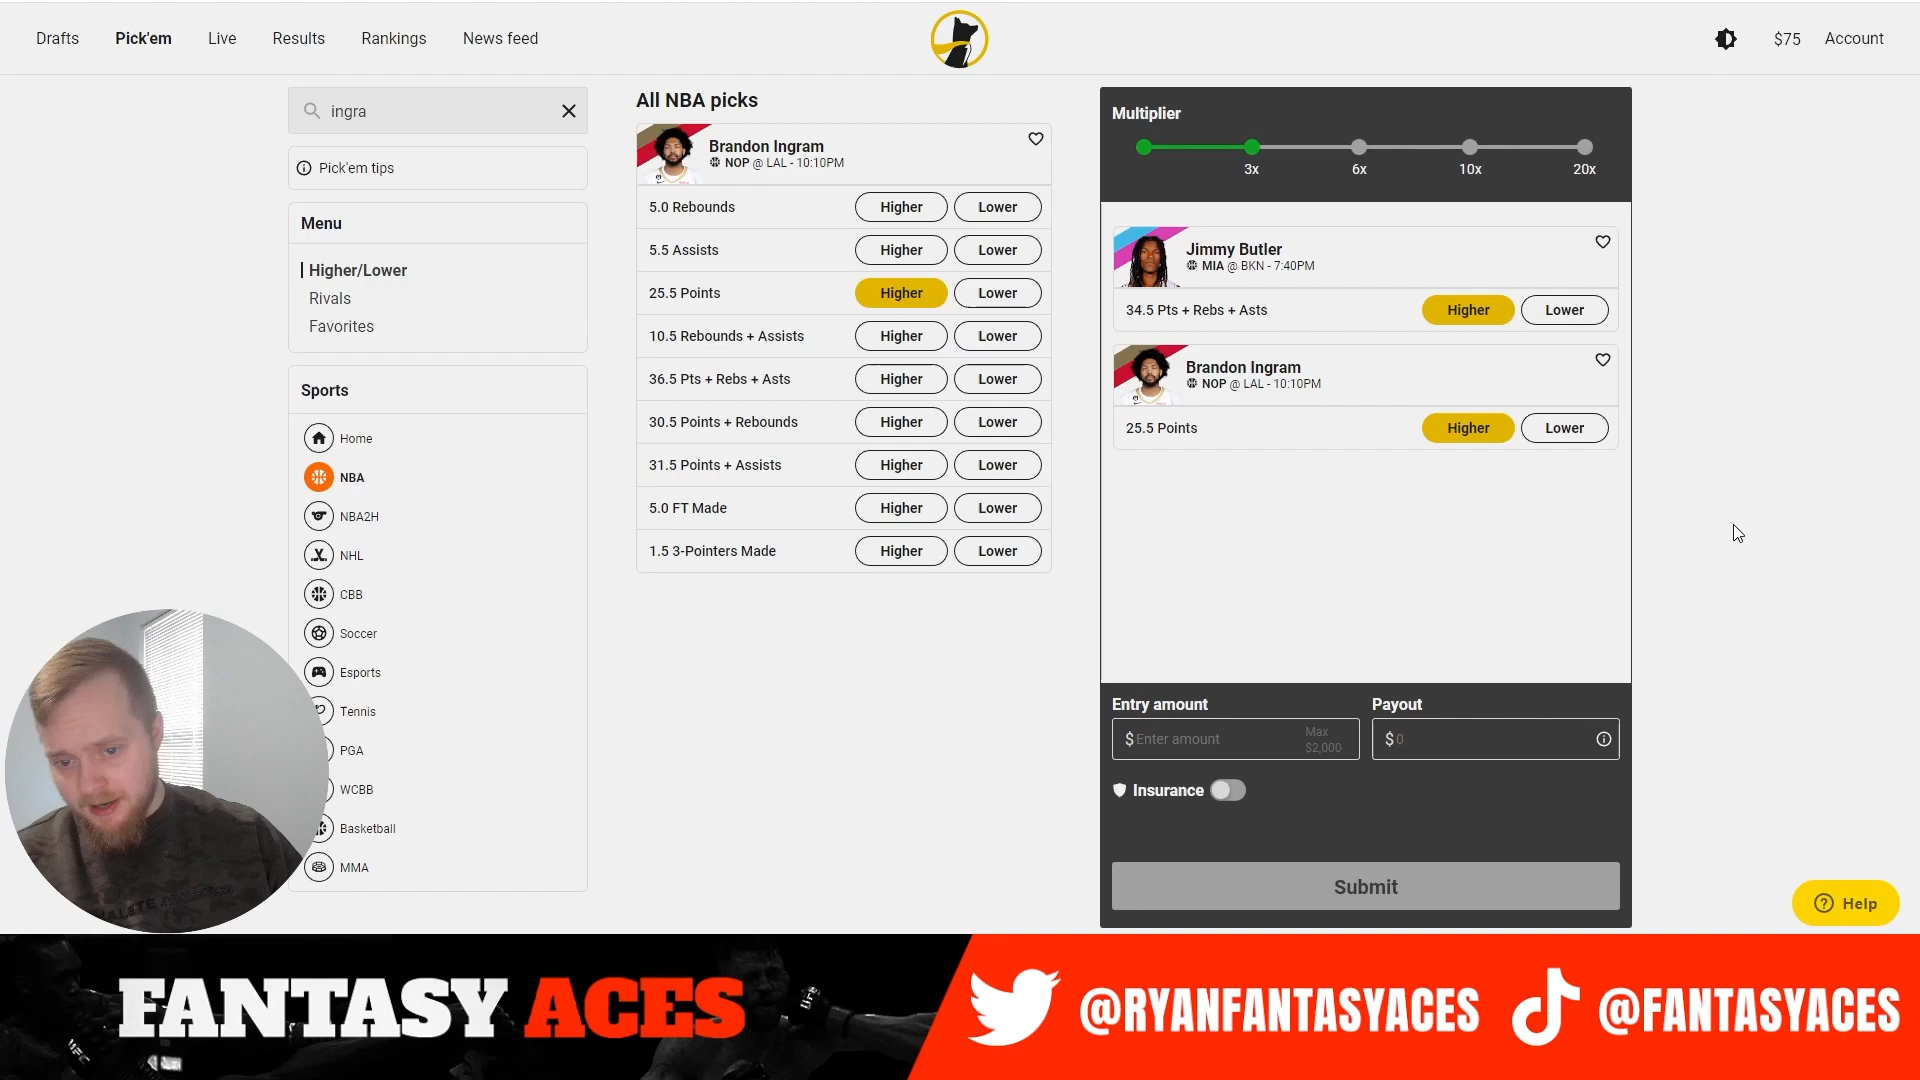 Drafts
Pick'em
Live
Results
Rankings
News feed
$75
Account
ingra
Pick'em tips
Menu
Higher/Lower
Rivals
Favorites
Sports
Home
NBA
NBA2H
NHL
CBB
Soccer
Esports
Tennis
PGA
WCBB
Basketball
MMA
All NBA picks
Brandon Ingram
NOP @ LAL - 10:10PM
5.0 Rebounds Higher Lower
5.5 Assists Higher Lower
25.5 Points Higher Lower
10.5 Rebounds + Assists Higher Lower
36.5 Pts + Rebs + Asts Higher Lower
30.5 Points + Rebounds Higher Lower
31.5 Points + Assists Higher Lower
5.0 FT Made Higher Lower
1.5 3-Pointers Made Higher Lower
Multiplier
3x 6x 10x 20x
Jimmy Butler
MIA @ BKN - 7:40PM
34.5 Pts + Rebs + Asts Higher Lower
Brandon Ingram
NOP @ LAL - 10:10PM
25.5 Points Higher Lower
Entry amount Payout
$ Enter amount Max $2,000
$ 0
Insurance
Submit
Help
FANTASY ACES
@RYANFANTASYACES
@FANTASYACES
UFC